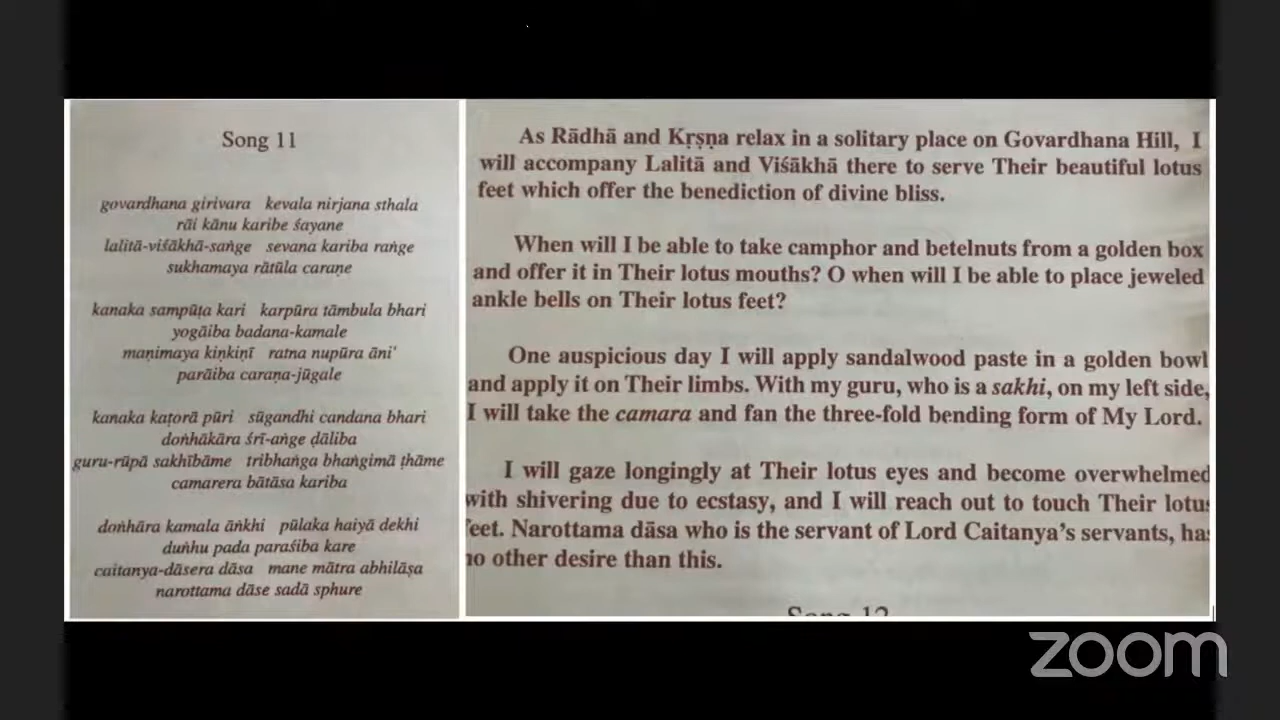 Song 11
govardhana girivara kevala nirjana sthala
rāi kānu karibe śayane
lalitā-viśākhā-saṅge sevana kariba raṅge
sukhamaya rātūla caraṇe
kanaka sampūṭa kari karpūra tāmbula bhari
yogāiba badana-kamale
maṇimaya kiṇkiṇī ratna nupūra āni'
parāiba caraṇa-jūgale
kanaka kaṭorā pūri sūgandhi candana bhari
doṅhākāra śrī-aṅge ḍāliba
guru-rūpā sakhībāme tribhaṅga bhaṅgimā ṭhāme
camarera bātāsa kariba
doṅhāra kamala āṅkhi pūlaka haiyā dekhi
duṅhu pada paraśiba kare
caitanya-dāsera dāsa mane mātra abhilāṣa
narottama dāse sadā sphure
As Rādhā and Kṛṣṇa relax in a solitary place on Govardhana Hill, I
will accompany Lalitā and Viśākhā there to serve Their beautiful lotus
feet which offer the benediction of divine bliss.
When will I be able to take camphor and betelnuts from a golden box
and offer it in Their lotus mouths? O when will I be able to place jeweled
ankle bells on Their lotus feet?
One auspicious day I will apply sandalwood paste in a golden bowl
and apply it on Their limbs. With my guru, who is a sakhi, on my left side,
I will take the camara and fan the three-fold bending form of My Lord.
I will gaze longingly at Their lotus eyes and become overwhelmed
with shivering due to ecstasy, and I will reach out to touch Their lotus
feet. Narottama dāsa who is the servant of Lord Caitanya's servants, has
no other desire than this.
Song 12
zoom